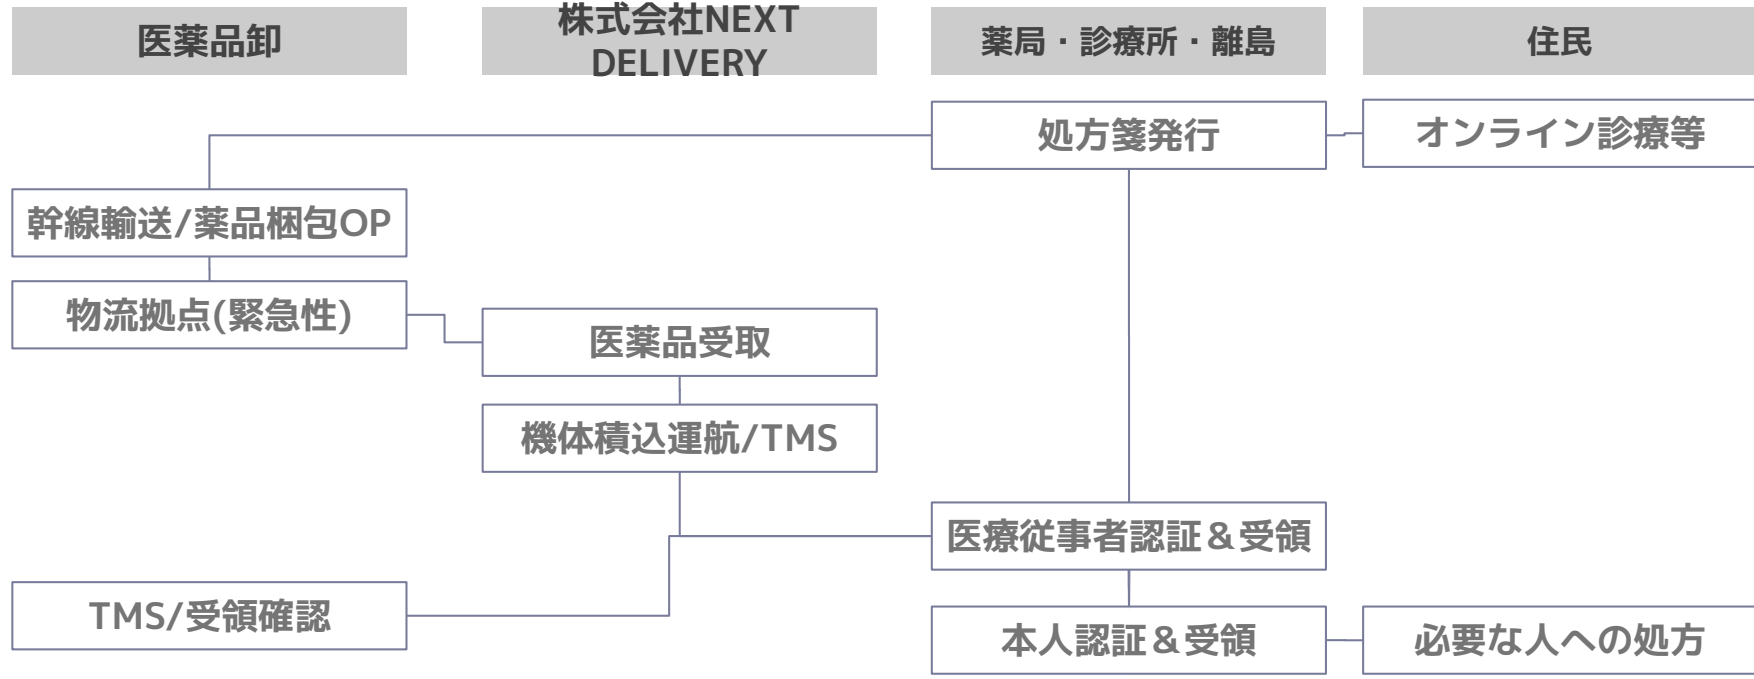 医薬品卸
株式会社NEXT
DELIVERY
薬局・診療所・離島
住民
処方箋発行
オンライン診療等
幹線輸送/薬品梱包OP
物流拠点(緊急性)
医薬品受取
機体積込運航/TMS
医療従事者認証＆受領
TMS/受領確認
本人認証＆受領
必要な人への処方